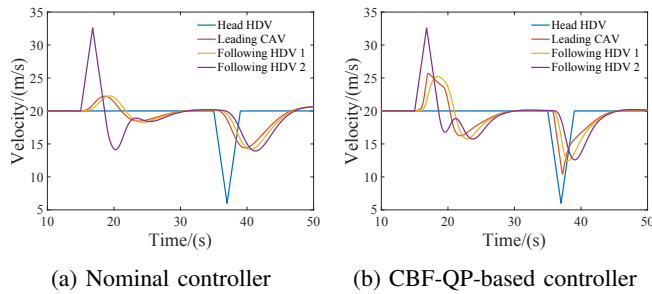 35
30
25
20
15
10
5
Velocity/(m/s)
Head HDV
Leading CAV
Following HDV 1
Following HDV 2
10 20 30 40 50
Time/(s)
(a) Nominal controller
35
30
25
20
15
10
5
Velocity/(m/s)
Head HDV
Leading CAV
Following HDV 1
Following HDV 2
10 20 30 40 50
Time/(s)
(b) CBF-QP-based controller